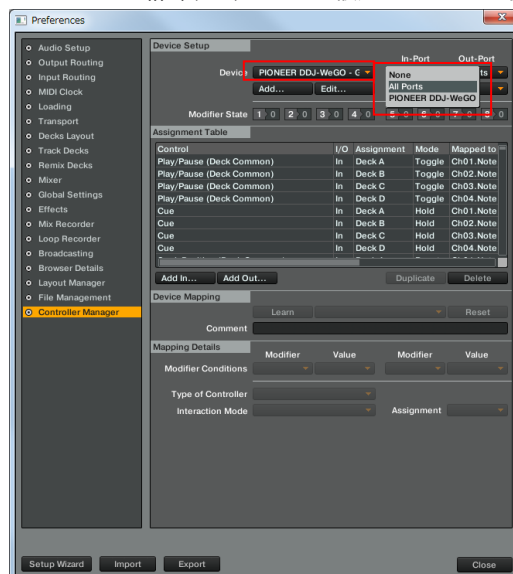 Preferences
Audio Setup
Output Routing
Input Routing
MIDI Clock
Loading
Transport
Decks Layout
Track Decks
Remix Decks
Mixer
Global Settings
Effects
Mix Recorder
Loop Recorder
Broadcasting
Browser Details
Layout Manager
File Management
Controller Manager
Device Setup
In-Port Out-Port
Device PIONEER DDJ-WeGO - G
None
All Ports
PIONEER DDJ-WeGO
ts
Add... Edit...
Modifier State 1 0 2 0 3 0 4 0 5 0 6 0 7 0 8 0
Assignment Table
Control I/O Assignment Mode Mapped to
Play/Pause (Deck Common) In Deck A Toggle Ch01.Note
Play/Pause (Deck Common) In Deck B Toggle Ch02.Note
Play/Pause (Deck Common) In Deck C Toggle Ch03.Note
Play/Pause (Deck Common) In Deck D Toggle Ch04.Note
Cue In Deck A Hold Ch01.Note
Cue In Deck B Hold Ch02.Note
Cue In Deck C Hold Ch03.Note
Cue In Deck D Hold Ch04.Note
Add In... Add Out... Duplicate Delete
Device Mapping
Learn Reset
Comment
Mapping Details
Modifier Value Modifier Value
Modifier Conditions
Type of Controller
Interaction Mode Assignment
Setup Wizard Import Export Close